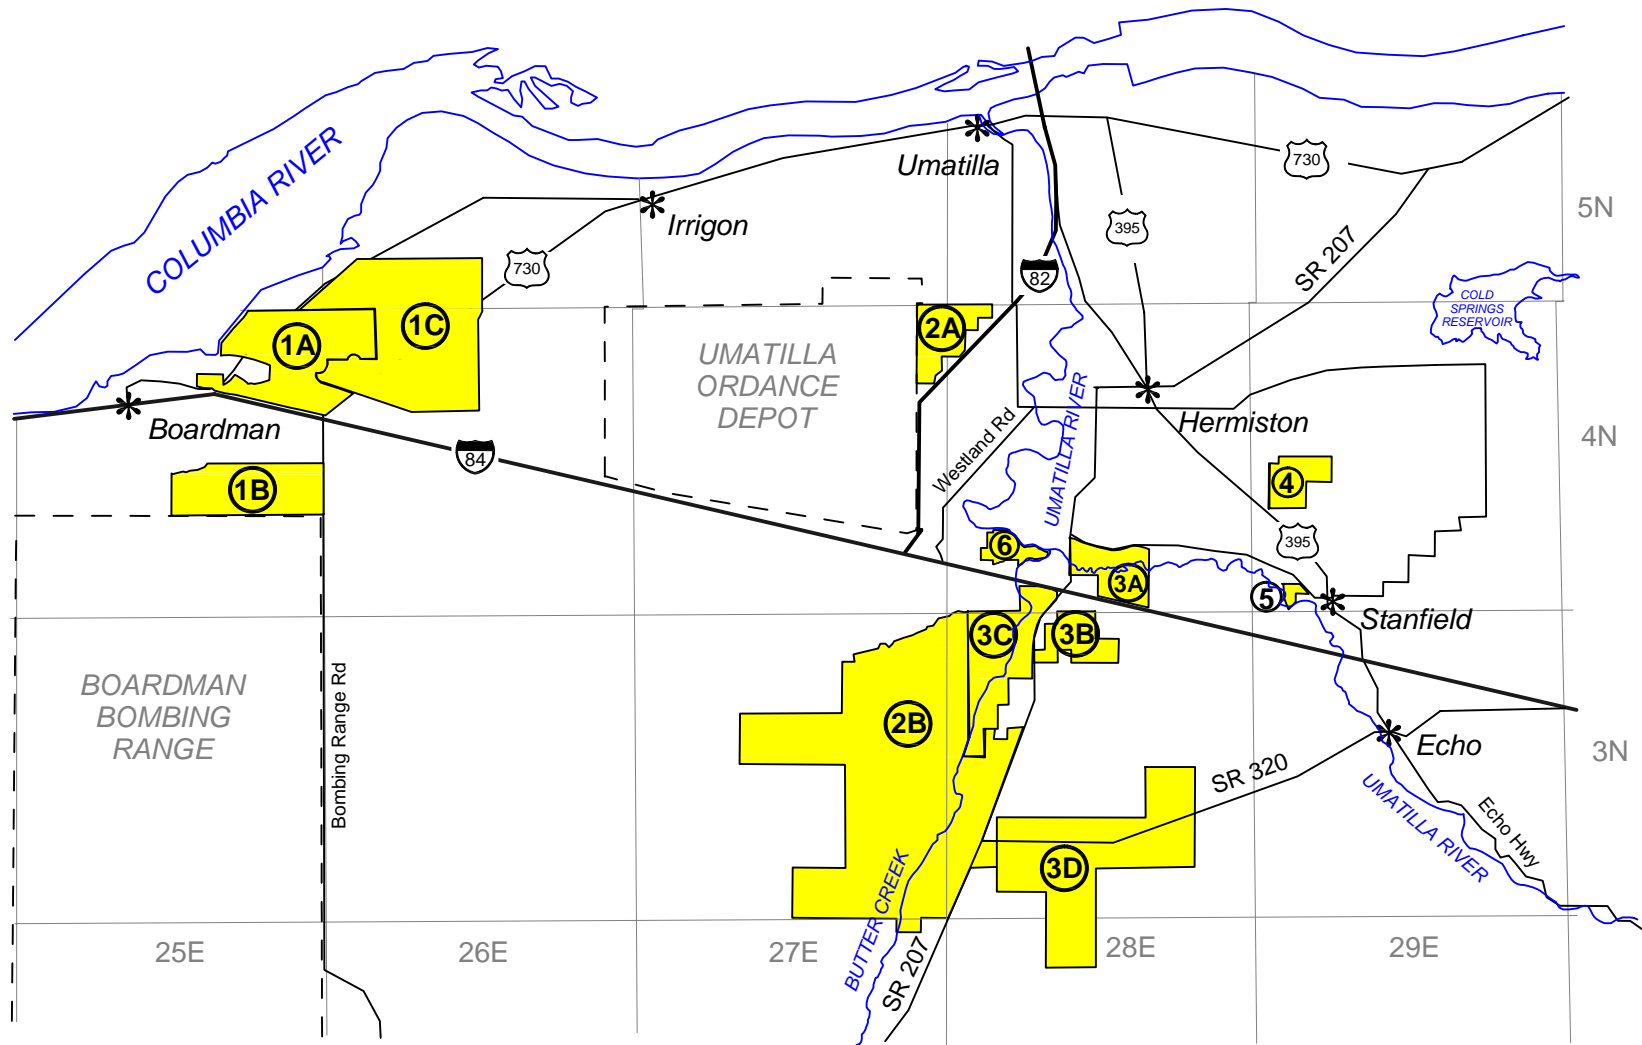 730
Umatilla
COLUMBIA RIVER
5N
Irrigon
395
SR 207
730
82
COLD
SPRINGS
RESERVOIR
1C
2A
1A
UMATILLA
ORDANCE
DEPOT
UMATILLA RIVER
Hermiston
Boardman
Westland Rd
4N
84
1B
4
395
6
3A
5
Stanfield
3C
3B
BOARDMAN
BOMBING
RANGE
Bombing Range Rd
2B
Echo
3N
SR 320
UMATILLA RIVER
Echo Hwy
3D
BUTTER CREEK
SR 207
25E
26E
27E
28E
29E